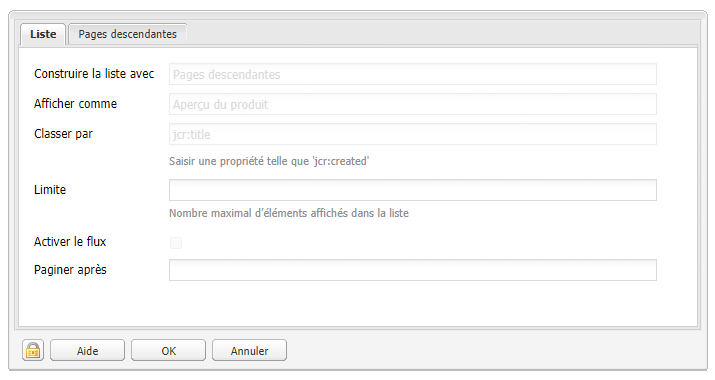 Liste Pages descendantes
Construire la liste avec Pages descendantes
Afficher comme Aperçu du produit
Classer par jcr:title
Saisir une propriété telle que 'jcr:created'
Limite
Nombre maximal d'éléments affichés dans la liste
Activer le flux
Paginer après
Aide OK Annuler